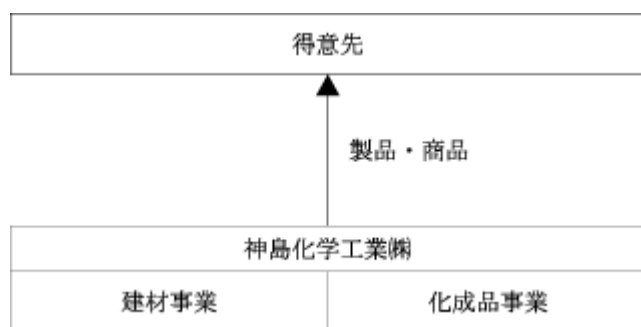 得意先
製品・商品
神島化学工業㈱
建材事業
化成品事業